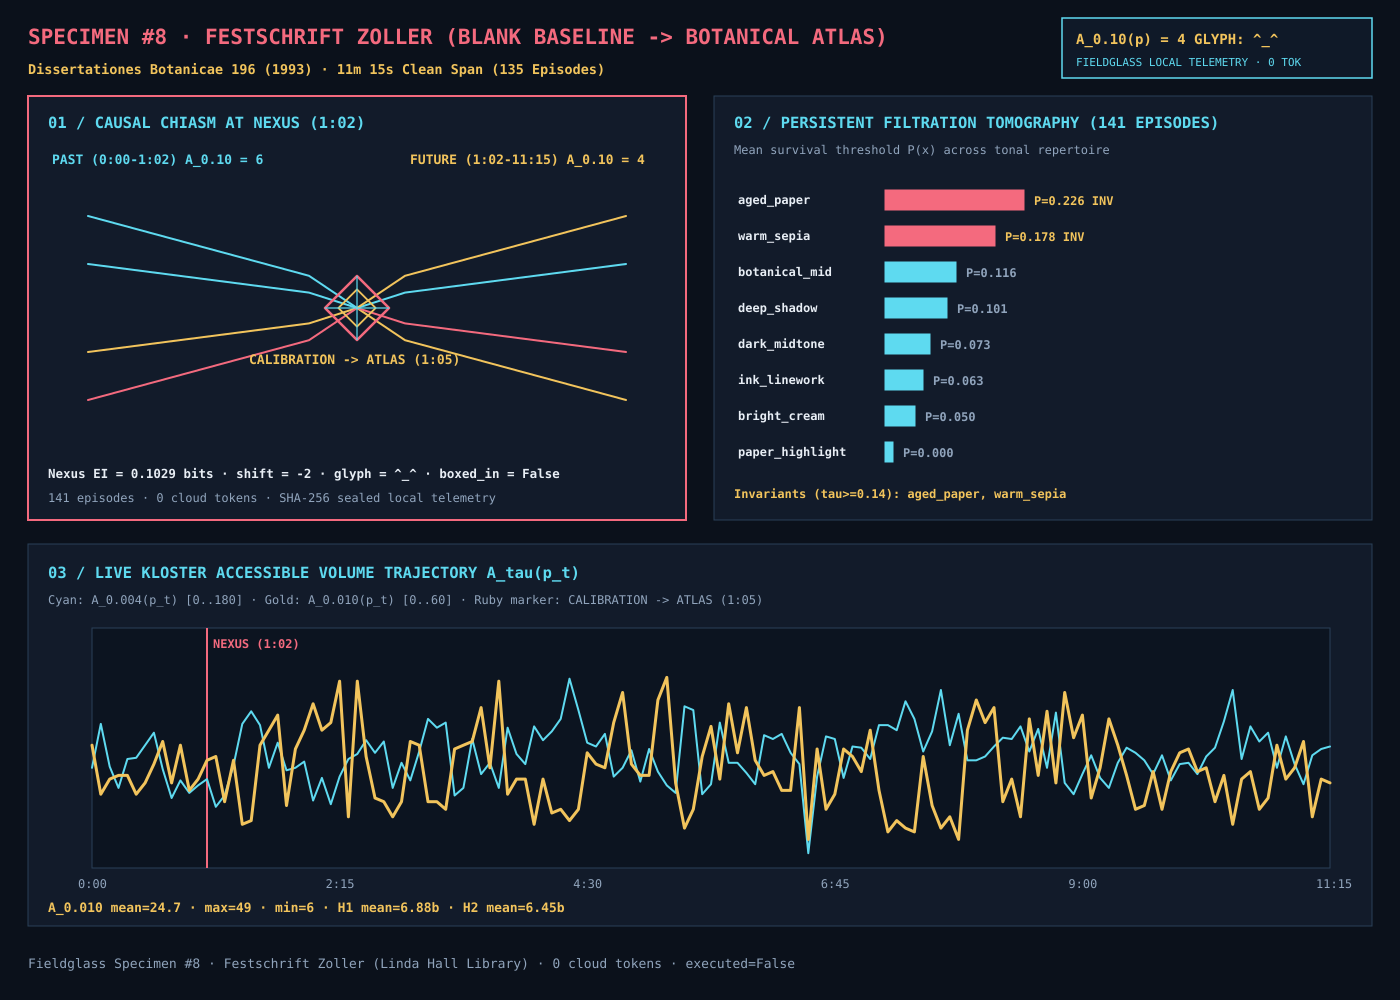 SPECIMEN #8 · FESTSCHRIFT ZOLLER (BLANK BASELINE -> BOTANICAL ATLAS)
Dissertationes Botanicae 196 (1993) · 11m 15s Clean Span (135 Episodes)
A_0.10(p) = 4 GLYPH: ^_^
FIELDGLASS LOCAL TELEMETRY · 0 TOK
01 / CAUSAL CHIASM AT NEXUS (1:02)
PAST (0:00-1:02) A_0.10 = 6
FUTURE (1:02-11:15) A_0.10 = 4
CALIBRATION -> ATLAS (1:05)
Nexus EI = 0.1029 bits · shift = -2 · glyph = ^_^ · boxed_in = False
141 episodes · 0 cloud tokens · SHA-256 sealed local telemetry
02 / PERSISTENT FILTRATION TOMOGRAPHY (141 EPISODES)
Mean survival threshold P(x) across tonal repertoire
aged_paper P=0.226 INV
warm_sepia P=0.178 INV
botanical_mid P=0.116
deep_shadow P=0.101
dark_midtone P=0.073
ink_linework P=0.063
bright_cream P=0.050
paper_highlight P=0.000
Invariants (tau>=0.14): aged_paper, warm_sepia
03 / LIVE KLOSTER ACCESSIBLE VOLUME TRAJECTORY A_tau(p_t)
Cyan: A_0.004(p_t) [0..180] · Gold: A_0.010(p_t) [0..60] · Ruby marker: CALIBRATION -> ATLAS (1:05)
NEXUS (1:02)
0:00 2:15 4:30 6:45 9:00 11:15
A_0.010 mean=24.7 · max=49 · min=6 · H1 mean=6.88b · H2 mean=6.45b
Fieldglass Specimen #8 · Festschrift Zoller (Linda Hall Library) · 0 cloud tokens · executed=False